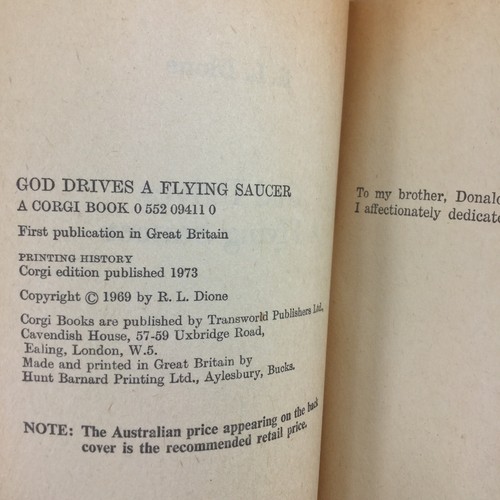 GOD DRIVES A FLYING SAUCER
A CORGI BOOK 0 552 09411 0
First publication in Great Britain
PRINTING HISTORY
Corgi edition published 1973
Copyright © 1969 by R. L. Dione
Corgi Books are published by Transworld Publishers Ltd.
Cavendish House, 57-59 Uxbridge Road,
Ealing, London, W.5.
Made and printed in Great Britain by
Hunt Barnard Printing Ltd., Aylesbury, Bucks.
NOTE: The Australian price appearing on the back
cover is the recommended retail price.
To my brother, Donald
I affectionately dedicate